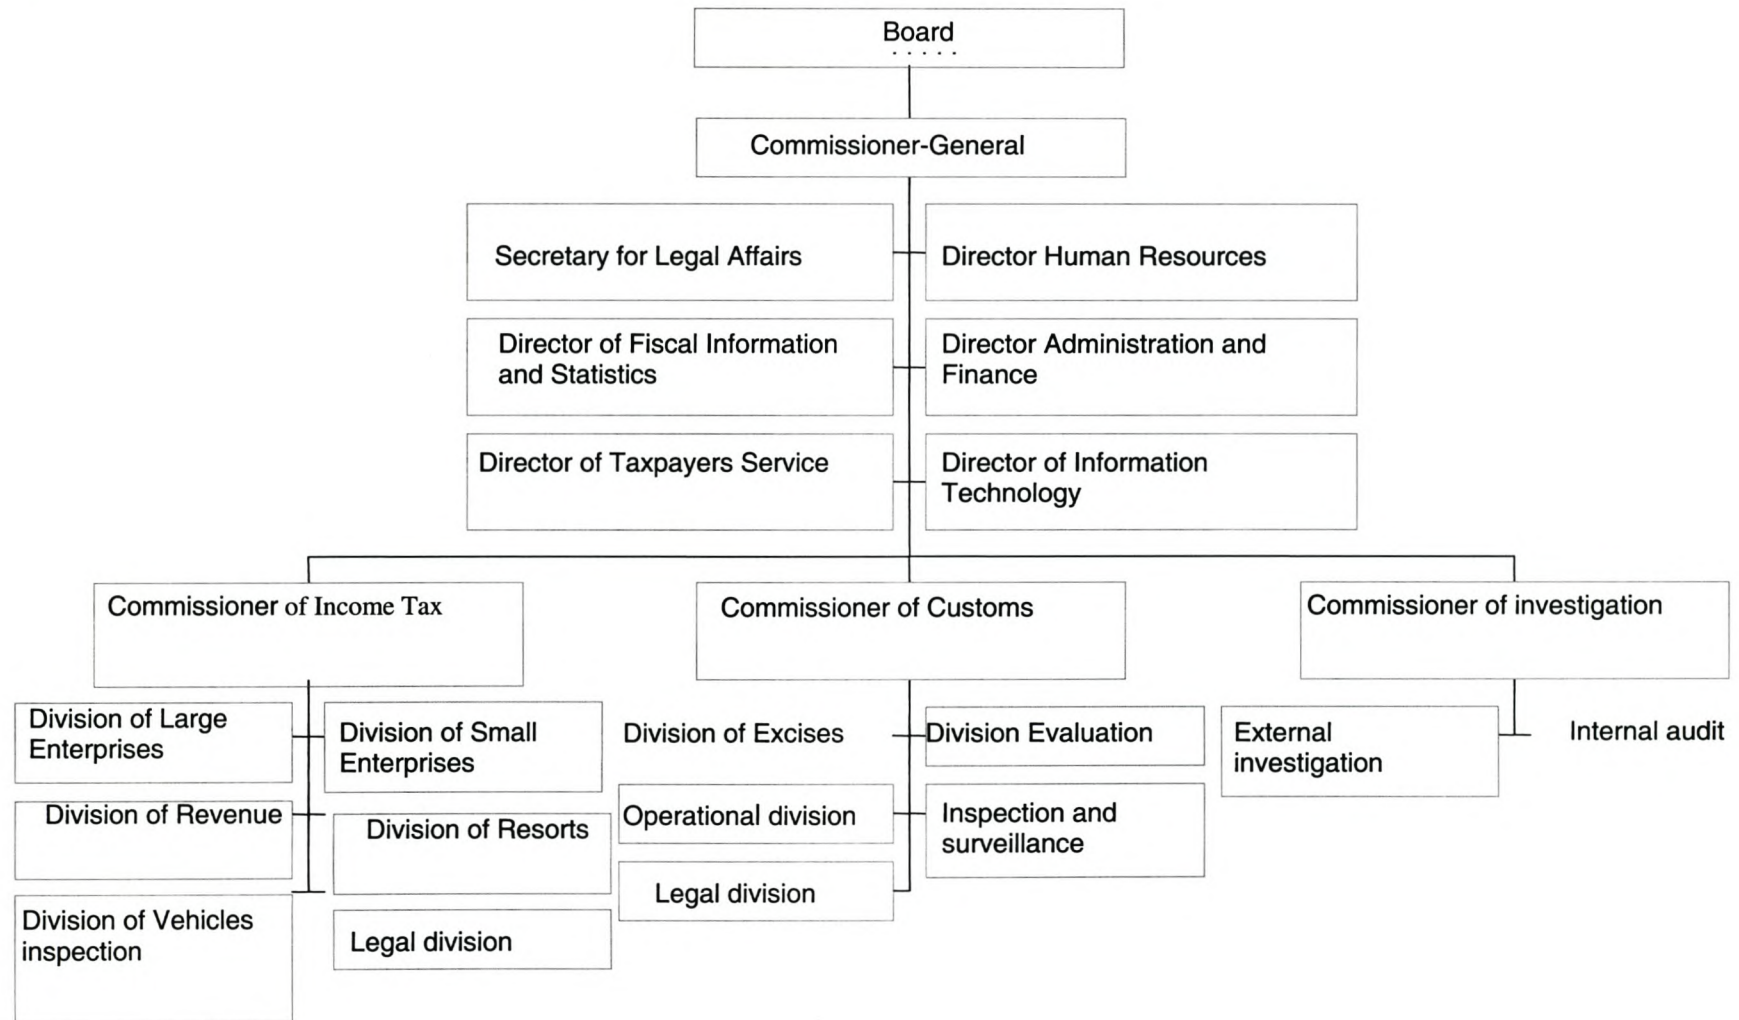 Board
Commissioner-General
Secretary for Legal Affairs
Director Human Resources
Director of Fiscal Information
and Statistics
Director Administration and
Finance
Director of Taxpayers Service
Director of Information
Technology
Commissioner of Income Tax
Commissioner of Customs
Commissioner of investigation
Division of Large
Enterprises
Division of Small
Enterprises
Division of Excises
Division Evaluation
External
investigation
Internal audit
Division of Revenue
Division of Resorts
Operational division
Inspection and
surveillance
Division of Vehicles
inspection
Legal division
Legal division